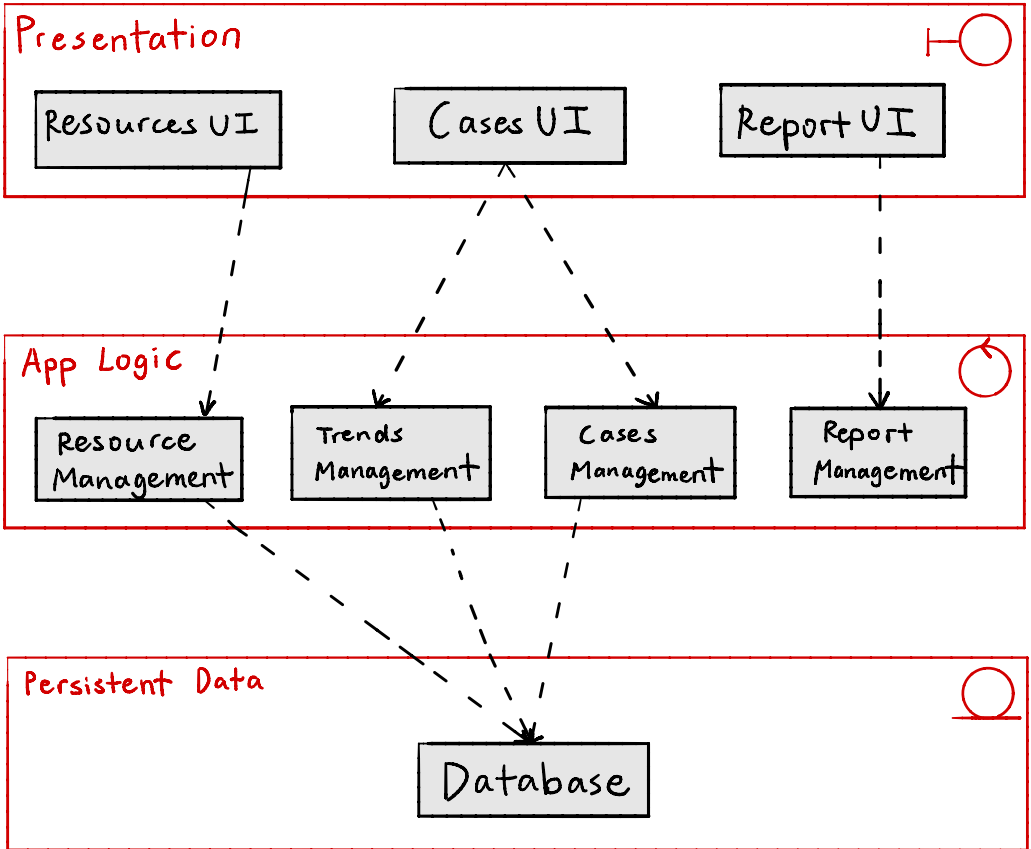 Presentation
Resources UI
Cases UI
Report UI
App Logic
Resource
Management
Trends
Management
Cases
Management
Report
Management
Persistent Data
Database